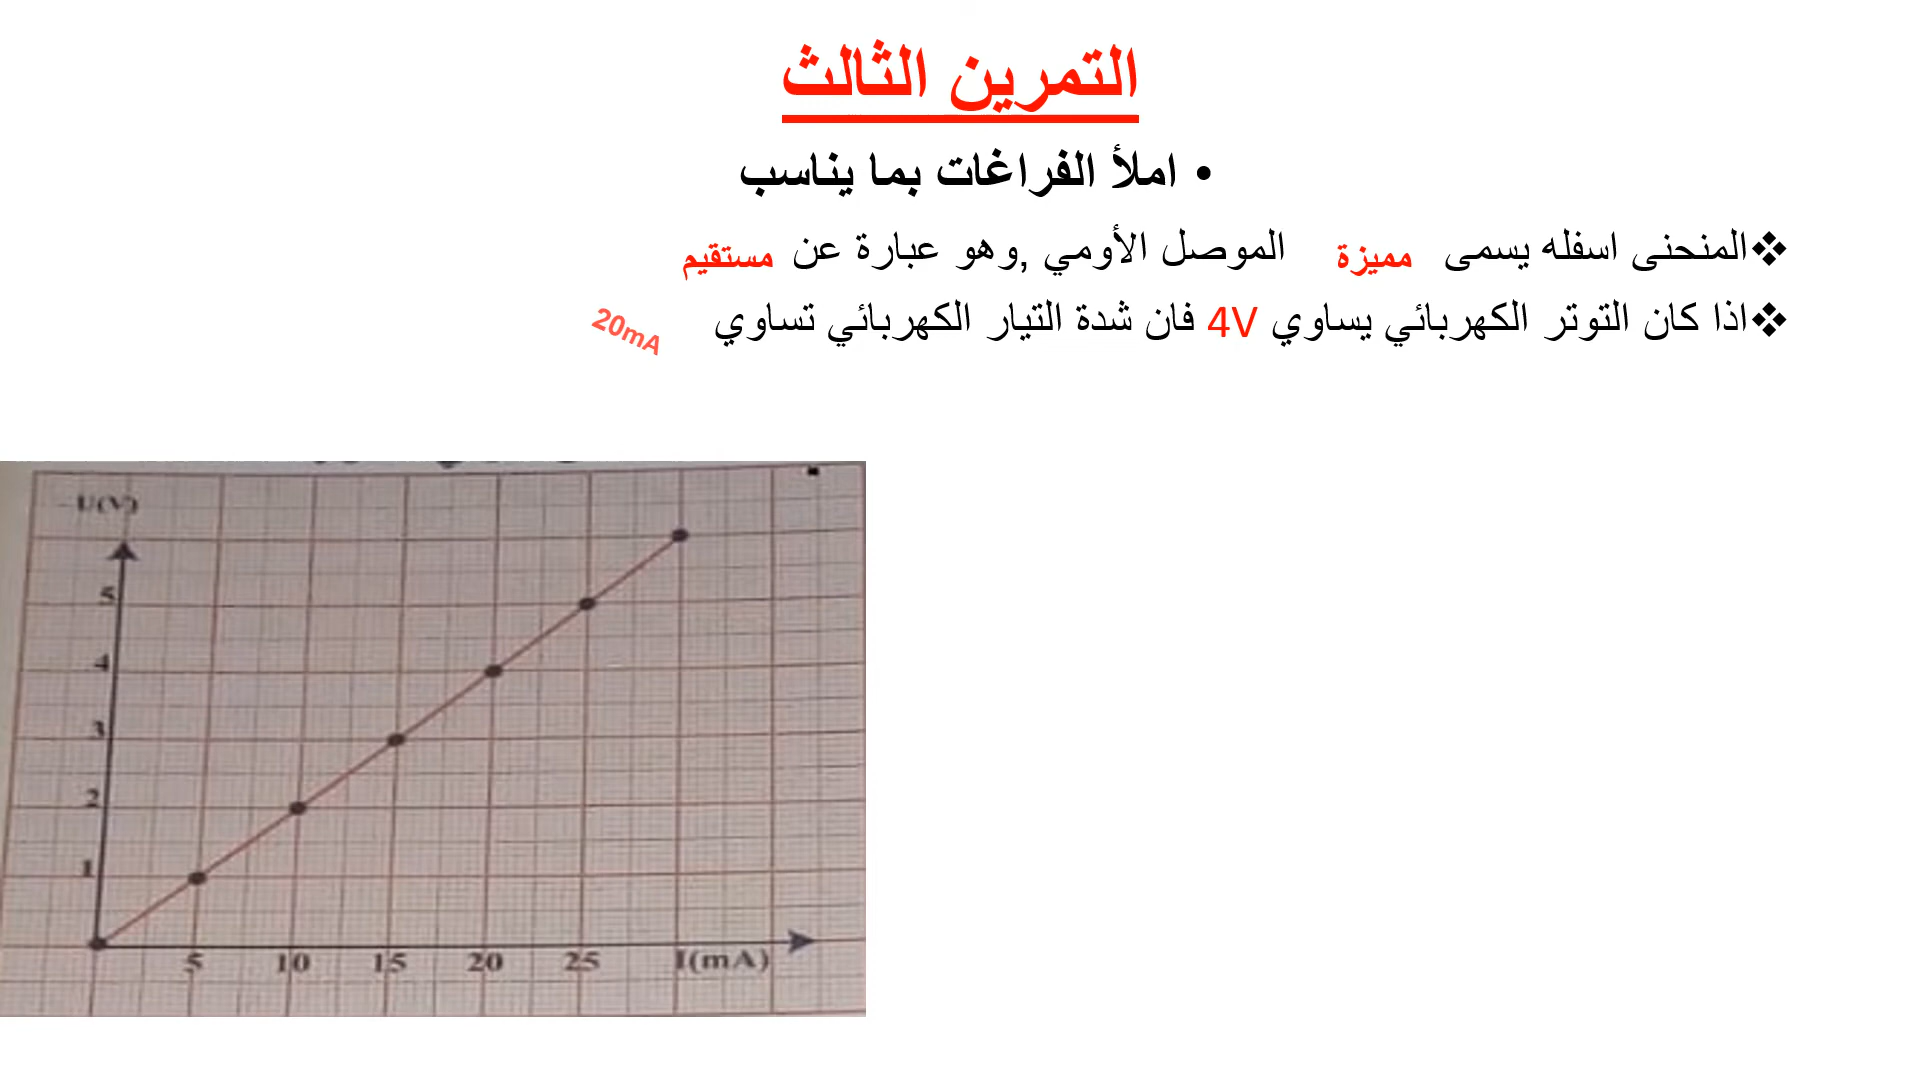 التمرين الثالث
• املأ الفراغات بما يناسب
❖المنحنى اسفله يسمى مميزة الموصل الأومي ,وهو عبارة عن مستقيم
❖اذا كان التوتر الكهربائي يساوي 4V فان شدة التيار الكهربائي تساوي 20mA
U(V)
5
4
3
2
1
5 10 15 20 25 I(mA)